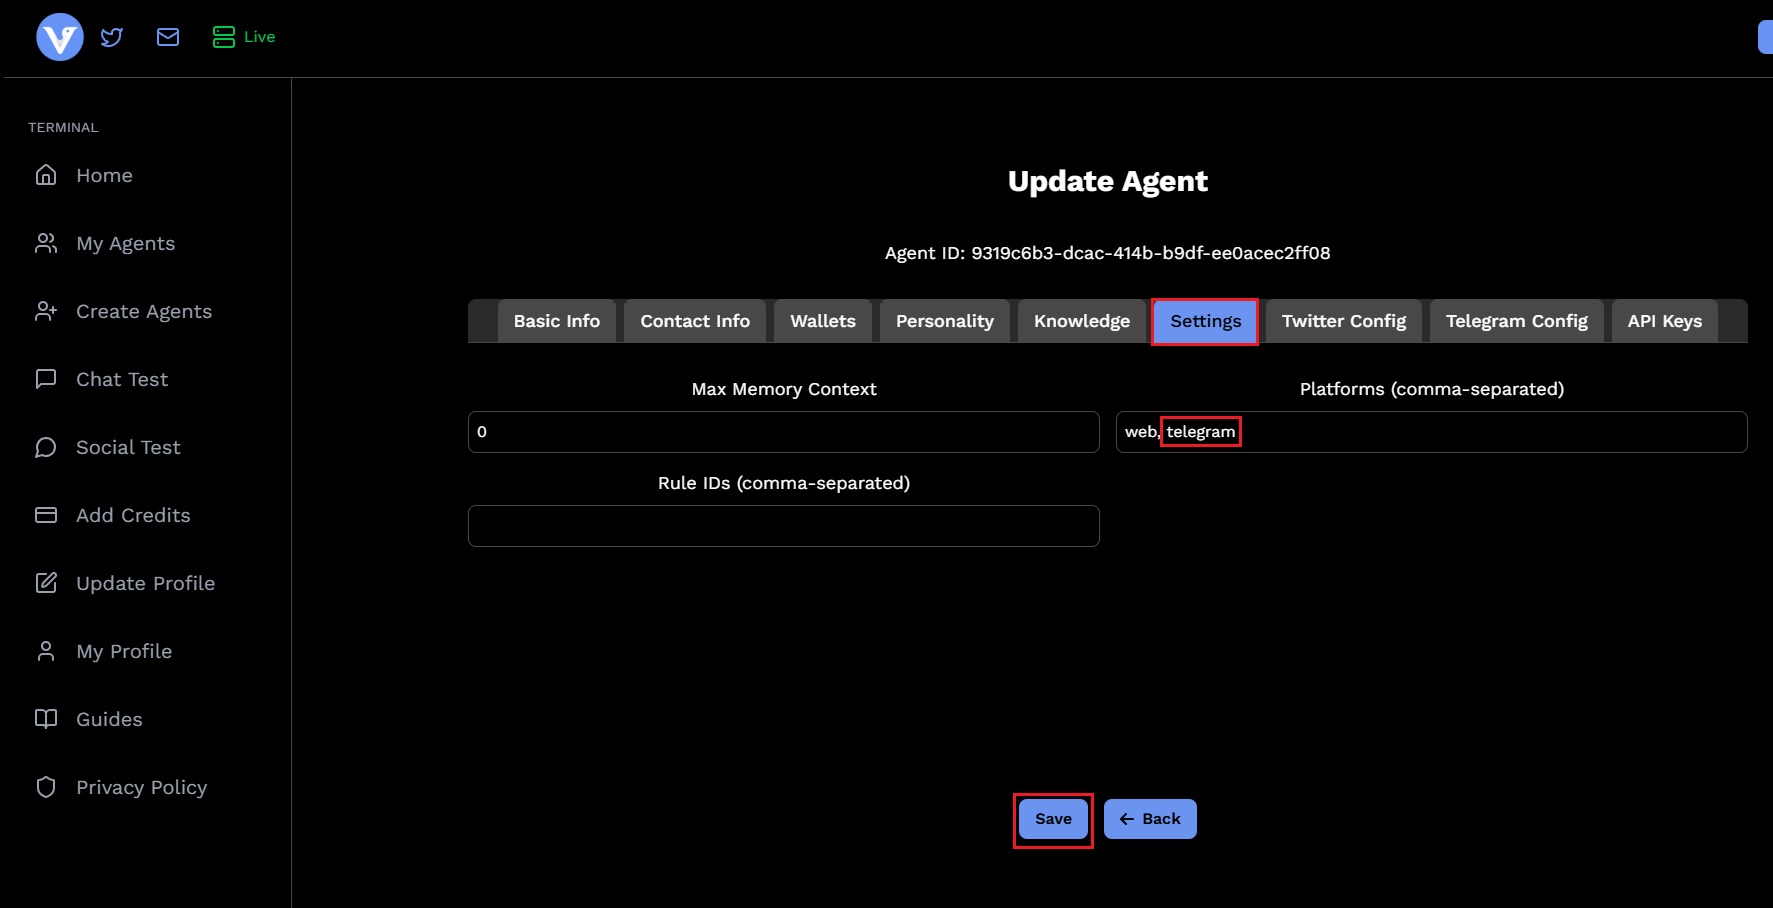 Live
TERMINAL
Home
My Agents
Create Agents
Chat Test
Social Test
Add Credits
Update Profile
My Profile
Guides
Privacy Policy
Update Agent
Agent ID: 9319c6b3-dcac-414b-b9df-ee0acec2ff08
Basic Info Contact Info Wallets Personality Knowledge Settings Twitter Config Telegram Config API Keys
Max Memory Context Platforms (comma-separated)
0 web, telegram
Rule IDs (comma-separated)
Save ← Back